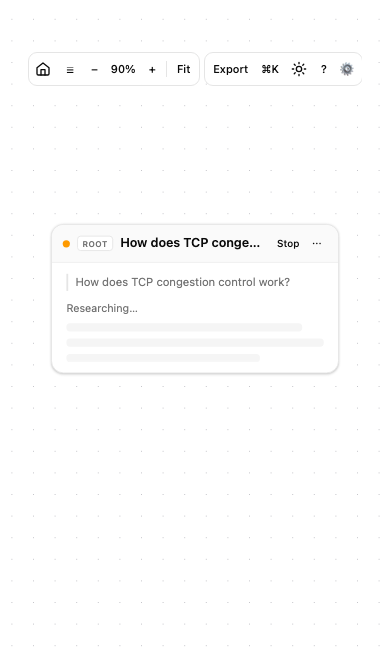 ≡ − 90% + Fit Export ⌘K ?
ROOT How does TCP conge... Stop ···
How does TCP congestion control work?
Researching...